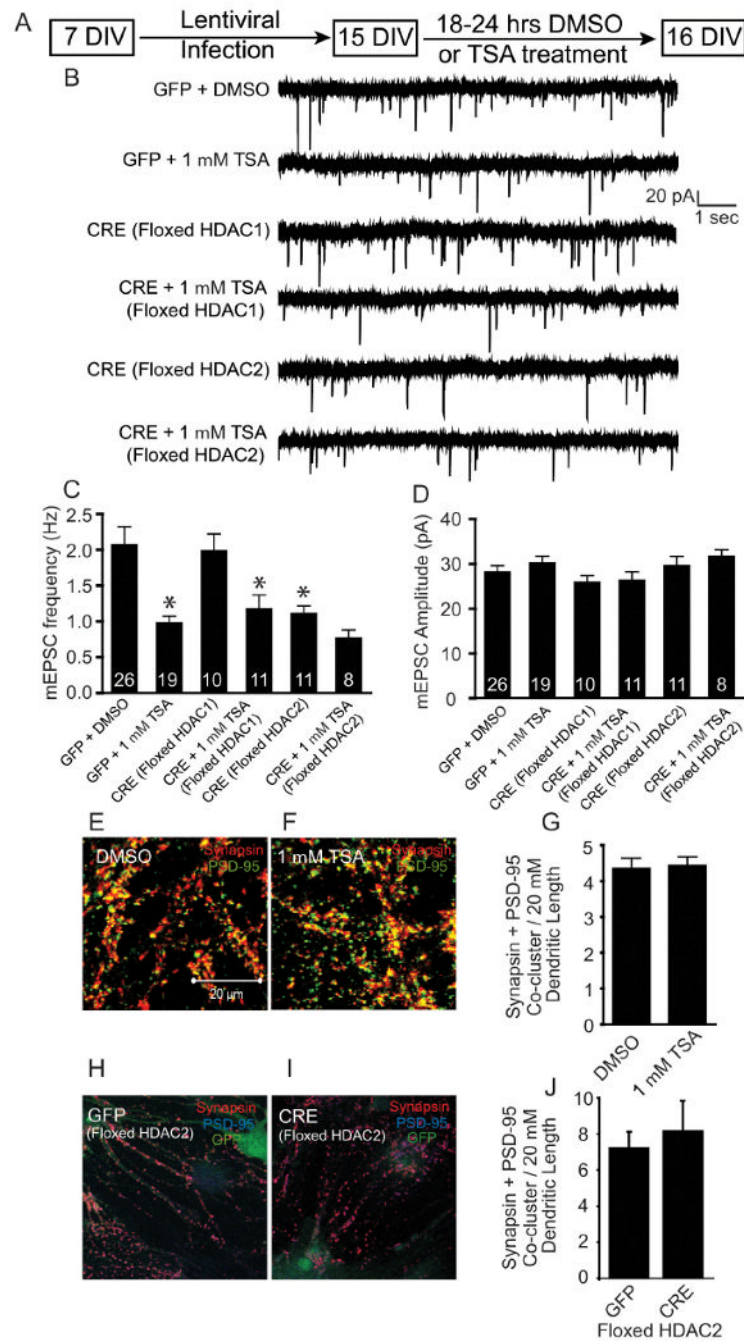 A
7 DIV
Lentiviral
Infection
15 DIV
18-24 hrs DMSO
or TSA treatment
16 DIV
B
GFP + DMSO
GFP + 1 mM TSA
20 pA
1 sec
CRE (Floxed HDAC1)
CRE + 1 mM TSA
(Floxed HDAC1)
CRE (Floxed HDAC2)
CRE + 1 mM TSA
(Floxed HDAC2)
C
mEPSC frequency (Hz)
2.5
2.0
1.5
1.0
0.5
0.0
*
*
*
26
19
10
11
11
8
GFP + DMSO
GFP + 1 mM TSA
CRE (Floxed HDAC1)
CRE + 1 mM TSA
(Floxed HDAC1)
CRE (Floxed HDAC2)
CRE + 1 mM TSA
(Floxed HDAC2)
D
mEPSC Amplitude (pA)
40
30
20
10
0
26
19
10
11
11
8
GFP + DMSO
GFP + 1 mM TSA
CRE (Floxed HDAC1)
CRE + 1 mM TSA
(Floxed HDAC1)
CRE (Floxed HDAC2)
CRE + 1 mM TSA
(Floxed HDAC2)
E
DMSO
Synapsin
PSD-95
20 µm
F
1 mM TSA
Synapsin
PSD-95
G
Synapsin + PSD-95
Co-cluster / 20 mM
Dendritic Length
5
4
3
2
1
0
DMSO
1 mM TSA
H
GFP
(Floxed HDAC2)
Synapsin
PSD-95
GFP
I
CRE
(Floxed HDAC2)
Synapsin
PSD-95
GFP
J
Synapsin + PSD-95
Co-cluster / 20 mM
Dendritic Length
10
8
6
4
2
0
GFP
CRE
Floxed HDAC2